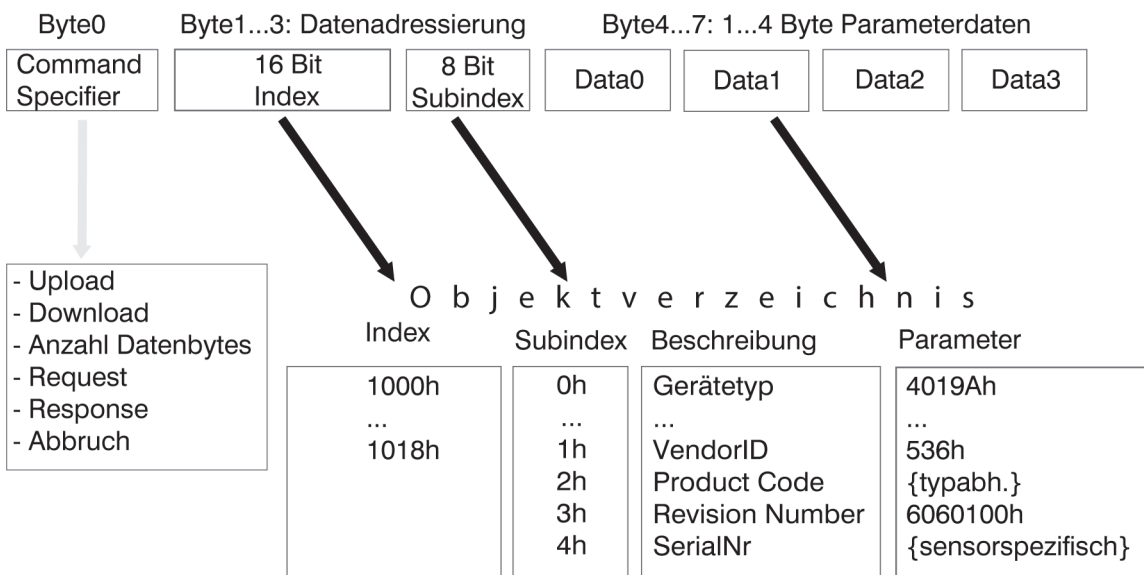 Byte0 Byte1...3: Datenadressierung Byte4...7: 1...4 Byte Parameterdaten
Command Specifier
16 Bit Index
8 Bit Subindex
Data0 Data1 Data2 Data3
- Upload
- Download
- Anzahl Datenbytes
- Request
- Response
- Abbruch
Objektverzeichnis
Index Subindex Beschreibung Parameter
1000h 0h Gerätetyp 4019Ah
... ... ... ...
1018h 1h VendorID 536h
2h Product Code {typabh.}
3h Revision Number 6060100h
4h SerialNr {sensorspezifisch}